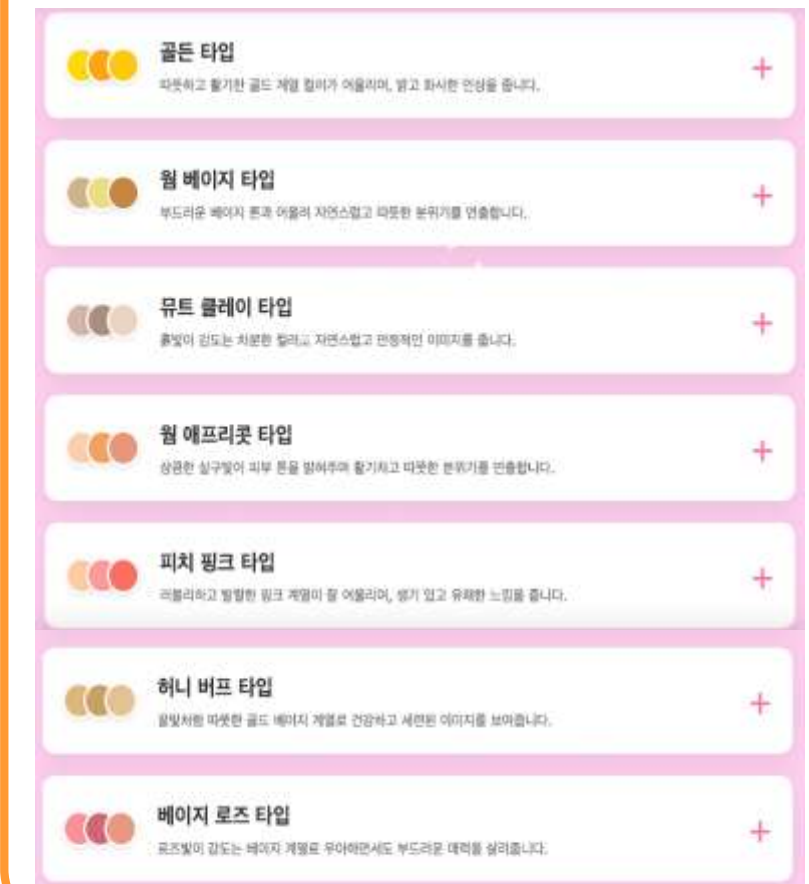 골든 타입
따뜻하고 활기찬 골드 계열 컬러가 어울리며, 밝고 화사한 인상을 줍니다.
웜 베이지 타입
부드러운 베이지 톤과 어울려 자연스럽고 따뜻한 분위기를 연출합니다.
뮤트 클레이 타입
흙빛이 감도는 차분한 컬러로 자연스럽고 안정적인 이미지를 줍니다.
웜 애프리콧 타입
상큼한 살구빛이 피부 톤을 밝혀주며 활기차고 따뜻한 분위기를 연출합니다.
피치 핑크 타입
러블리하고 발랄한 핑크 계열이 잘 어울리며, 생기 있고 유쾌한 느낌을 줍니다.
허니 버프 타입
꿀빛처럼 따뜻한 골드 베이지 계열로 건강하고 세련된 이미지를 보여줍니다.
베이지 로즈 타입
로즈빛이 감도는 베이지 계열로 우아하면서도 부드러운 매력을 살려줍니다.